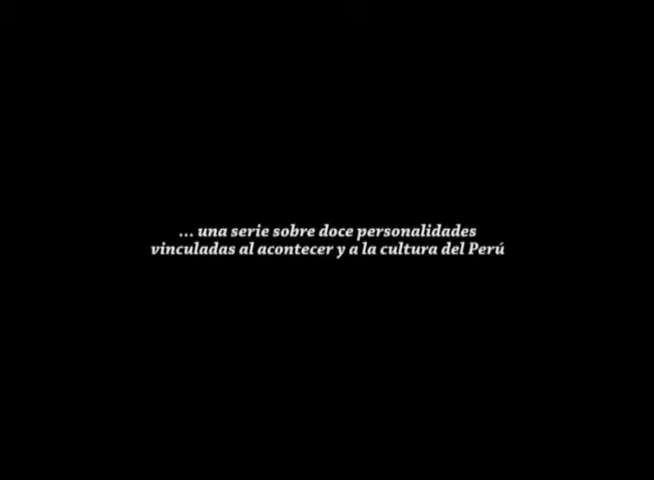 ... una serie sobre doce personalidades
vinculadas al acontecer y a la cultura del Perú